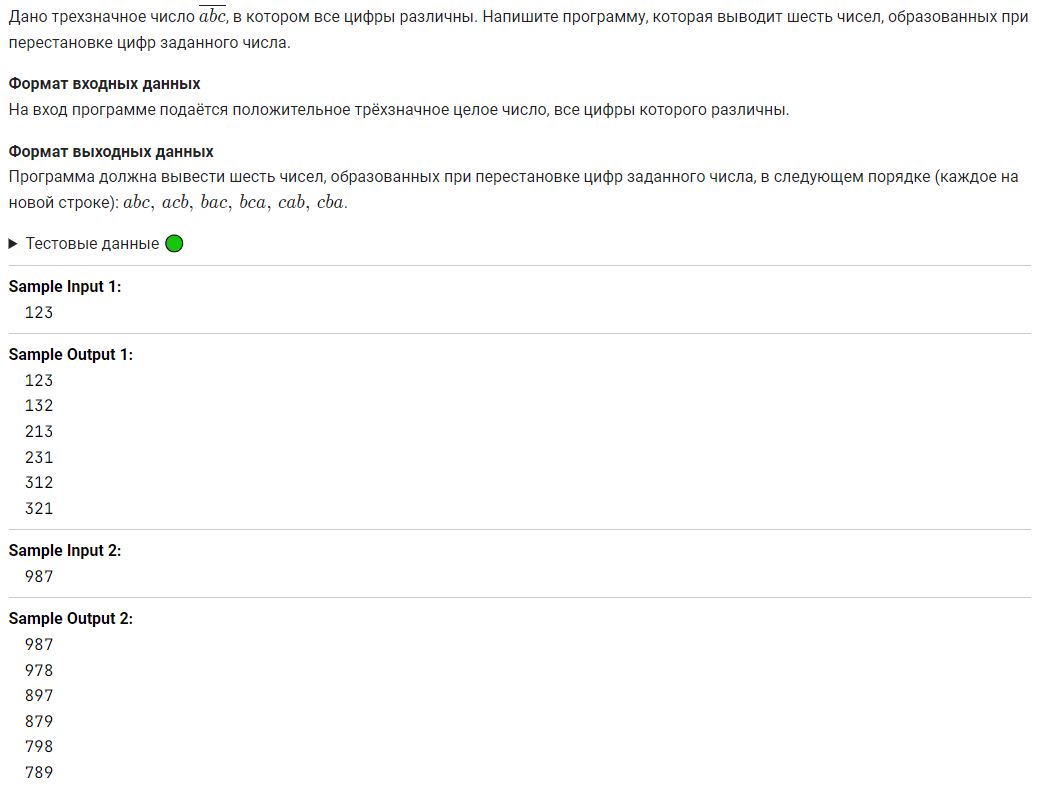 Дано трехзначное число abc, в котором все цифры различны. Напишите программу, которая выводит шесть чисел, образованных при
перестановке цифр заданного числа.
Формат входных данных
На вход программе подаётся положительное трёхзначное целое число, все цифры которого различны.
Формат выходных данных
Программа должна вывести шесть чисел, образованных при перестановке цифр заданного числа, в следующем порядке (каждое на
новой строке): abc, acb, bac, bca, cab, cba.
Тестовые данные
Sample Input 1:
123
Sample Output 1:
123
132
213
231
312
321
Sample Input 2:
987
Sample Output 2:
987
978
897
879
798
789